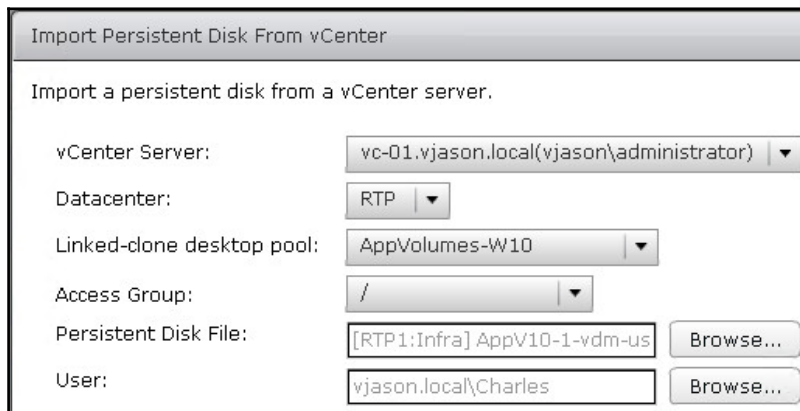 Import Persistent Disk From vCenter
Import a persistent disk from a vCenter server.
vCenter Server: vc-01.vjason.local(vjason\administrator)
Datacenter: RTP
Linked-clone desktop pool: AppVolumes-W10
Access Group: /
Persistent Disk File: [RTP1:Infra] AppV10-1-vdm-us Browse...
User: vjason.local\Charles Browse...